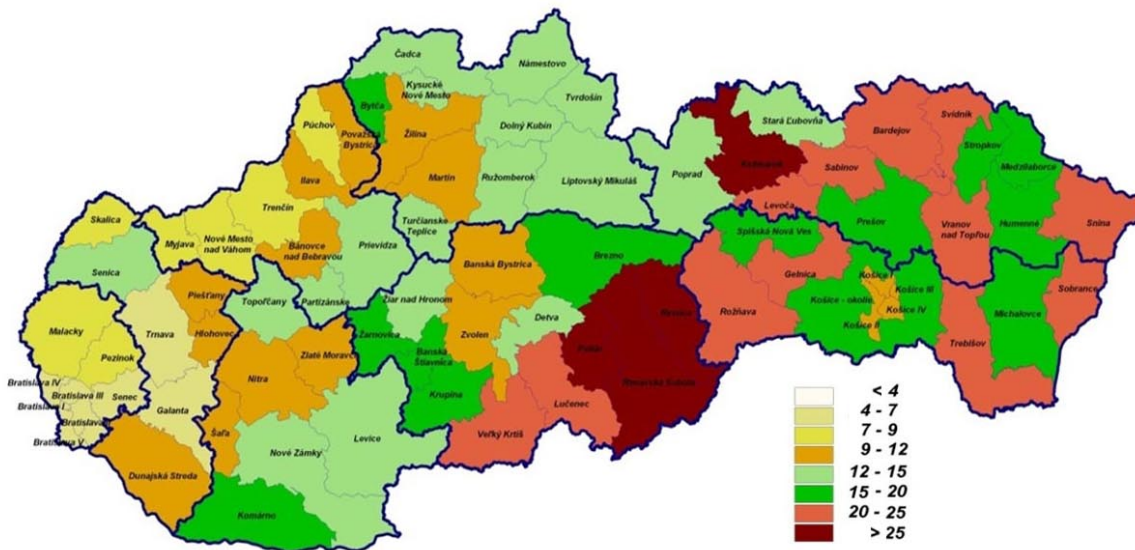 Čadca
Námestovo
Kysucké
Nové Mesto
Bytča
Tvrdošín
Púchov
Považská
Bystrica
Žilina
Dolný Kubín
Stará Ľubovňa
Svidník
Bardejov
Stropkov
Medzilaborce
Ilava
Martin
Ružomberok
Liptovský Mikuláš
Poprad
Kežmarok
Sabinov
Levoča
Prešov
Vranov
nad Topľou
Humenné
Snina
Skalica
Trenčín
Myjava
Nové Mesto
nad Váhom
Bánovce
nad Bebravou
Prievidza
Turčianske
Teplice
Banská Bystrica
Brezno
Spišská Nová Ves
Gelnica
Košice I
Košice III
Košice - okolie
Košice IV
Košice II
Sobrance
Michalovce
Trebišov
Rožňava
Senica
Piešťany
Topoľčany
Partizánske
Žiar nad Hronom
Malacky
Trnava
Hlohovec
Zlaté Moravce
Žarnovica
Zvolen
Detva
Revúca
Poltár
Rimavská Sobota
Banská
Štiavnica
Pezinok
Nitra
Krupina
Bratislava IV
Bratislava III
Senec
Bratislava I
Bratislava II
Bratislava V
Galanta
Šaľa
Levice
Veľký Krtíš
Lučenec
Nové Zámky
Dunajská Streda
Komárno
< 4
4 - 7
7 - 9
9 - 12
12 - 15
15 - 20
20 - 25
> 25